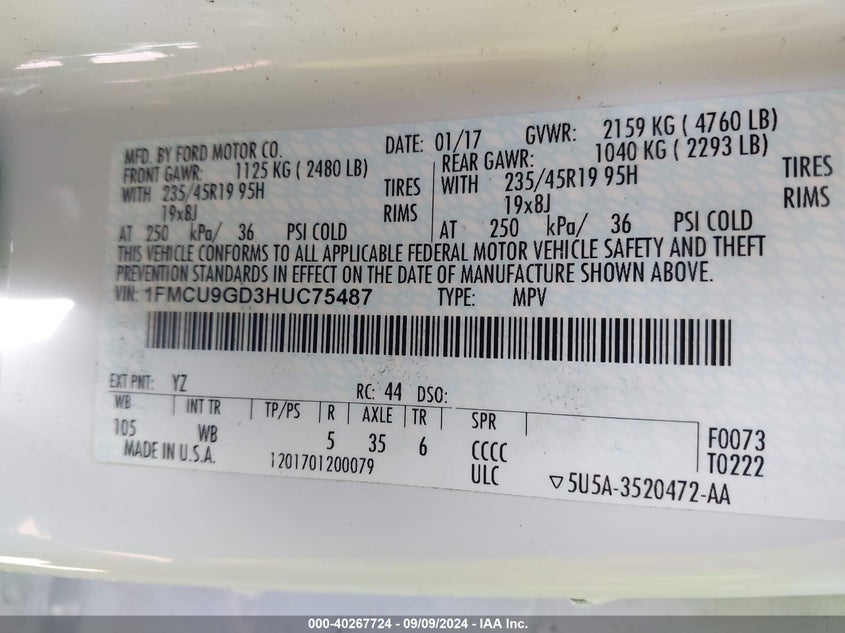 MFD. BY FORD MOTOR CO. DATE: 01/17 GVWR: 2159 KG ( 4760 LB)
FRONT GAWR: 1125 KG ( 2480 LB) REAR GAWR: 1040 KG ( 2293 LB)
WITH 235/45R19 95H TIRES WITH 235/45R19 95H TIRES
19x8J RIMS 19x8J RIMS
AT 250 kPa/ 36 PSI COLD AT 250 kPa/ 36 PSI COLD
THIS VEHICLE CONFORMS TO ALL APPLICABLE FEDERAL MOTOR VEHICLE SAFETY AND THEFT
PREVENTION STANDARDS IN EFFECT ON THE DATE OF MANUFACTURE SHOWN ABOVE.
VIN: 1FMCU9GD3HUC75487 TYPE: MPV
EXT PNT: YZ RC: 44 DSO:
WB INT TR TP/PS R AXLE TR SPR
105 WB 5 35 6 CCCC F0073
MADE IN U.S.A. 1201701200079 ULC T0222
5U5A-3520472-AA
000-40267724 - 09/09/2024 - IAA Inc.